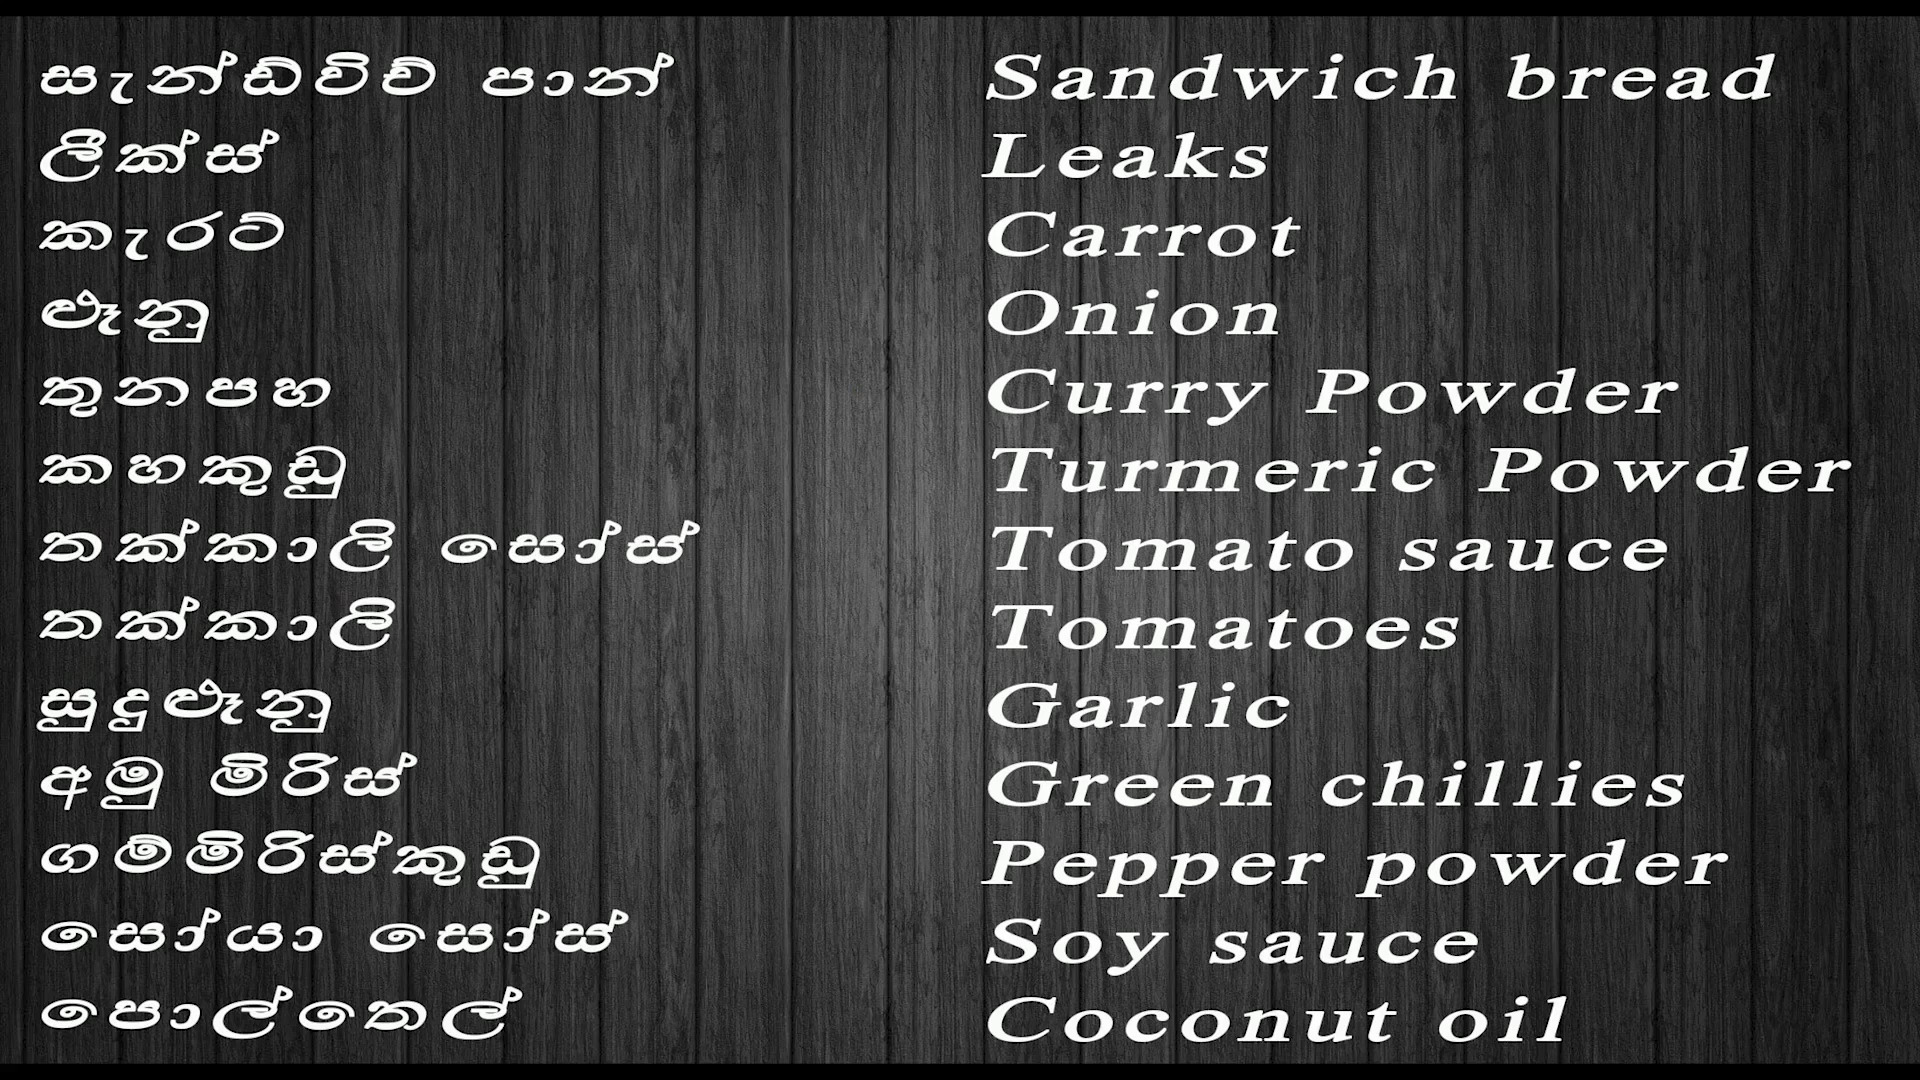 සැන්ඩ්විච් පාන් Sandwich bread
ලීක්ස් Leaks
කැරට් Carrot
ළූනු Onion
තුනපහ Curry Powder
කහකුඩු Turmeric Powder
තක්කාලි සෝස් Tomato sauce
තක්කාලි Tomatoes
සුදුළූනු Garlic
අමු මිරිස් Green chillies
ගම්මිරිස්කුඩු Pepper powder
සෝයා සෝස් Soy sauce
පොල්තෙල් Coconut oil